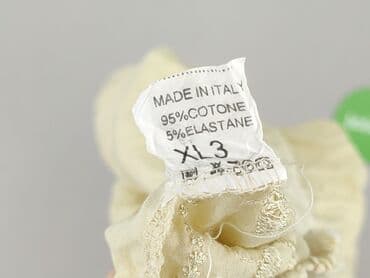 MADE IN ITALY
95%COTONE
5%ELASTANE
XL3